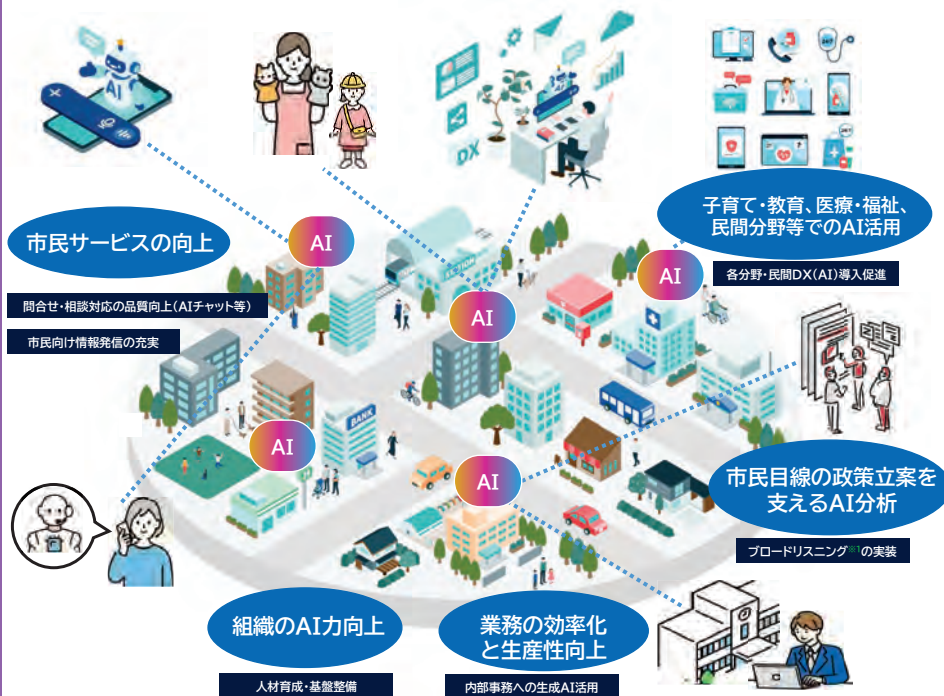 AI
DX
子育て・教育、医療・福祉、
民間分野等でのAI活用
各分野・民間DX(AI)導入促進
市民サービスの向上
問合せ・相談対応の品質向上(AIチャット等)
市民向け情報発信の充実
AI
AI
AI
STATION
BANK
AI
AI
市民目線の政策立案を
支えるAI分析
ブロードリスニング※1の実装
組織のAI力向上
人材育成・基盤整備
業務の効率化
と生産性向上
内部事務への生成AI活用